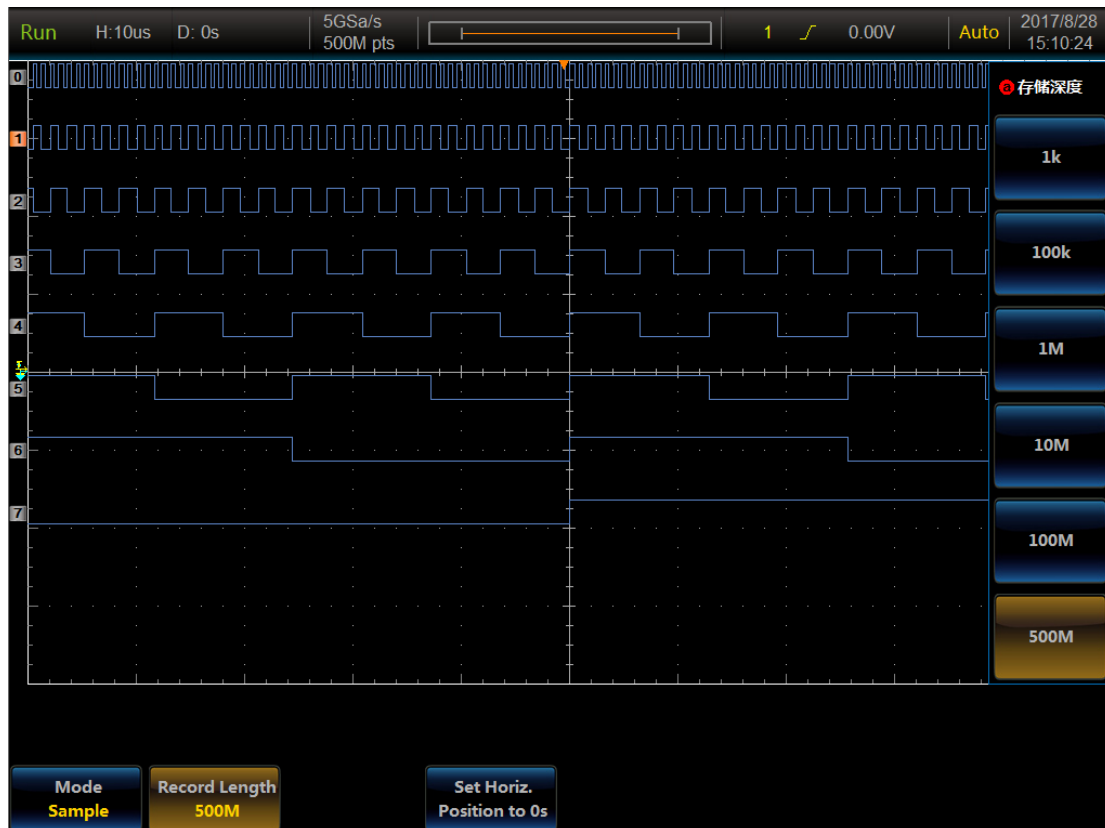 Run H:10us D: 0s 5GSa/s 1 0.00V Auto 2017/8/28
500M pts 15:10:24
a 存储深度
0
1
2
3
4
5
6
7
1k
100k
1M
10M
100M
500M
Mode Record Length Set Horiz.
Sample 500M Position to 0s